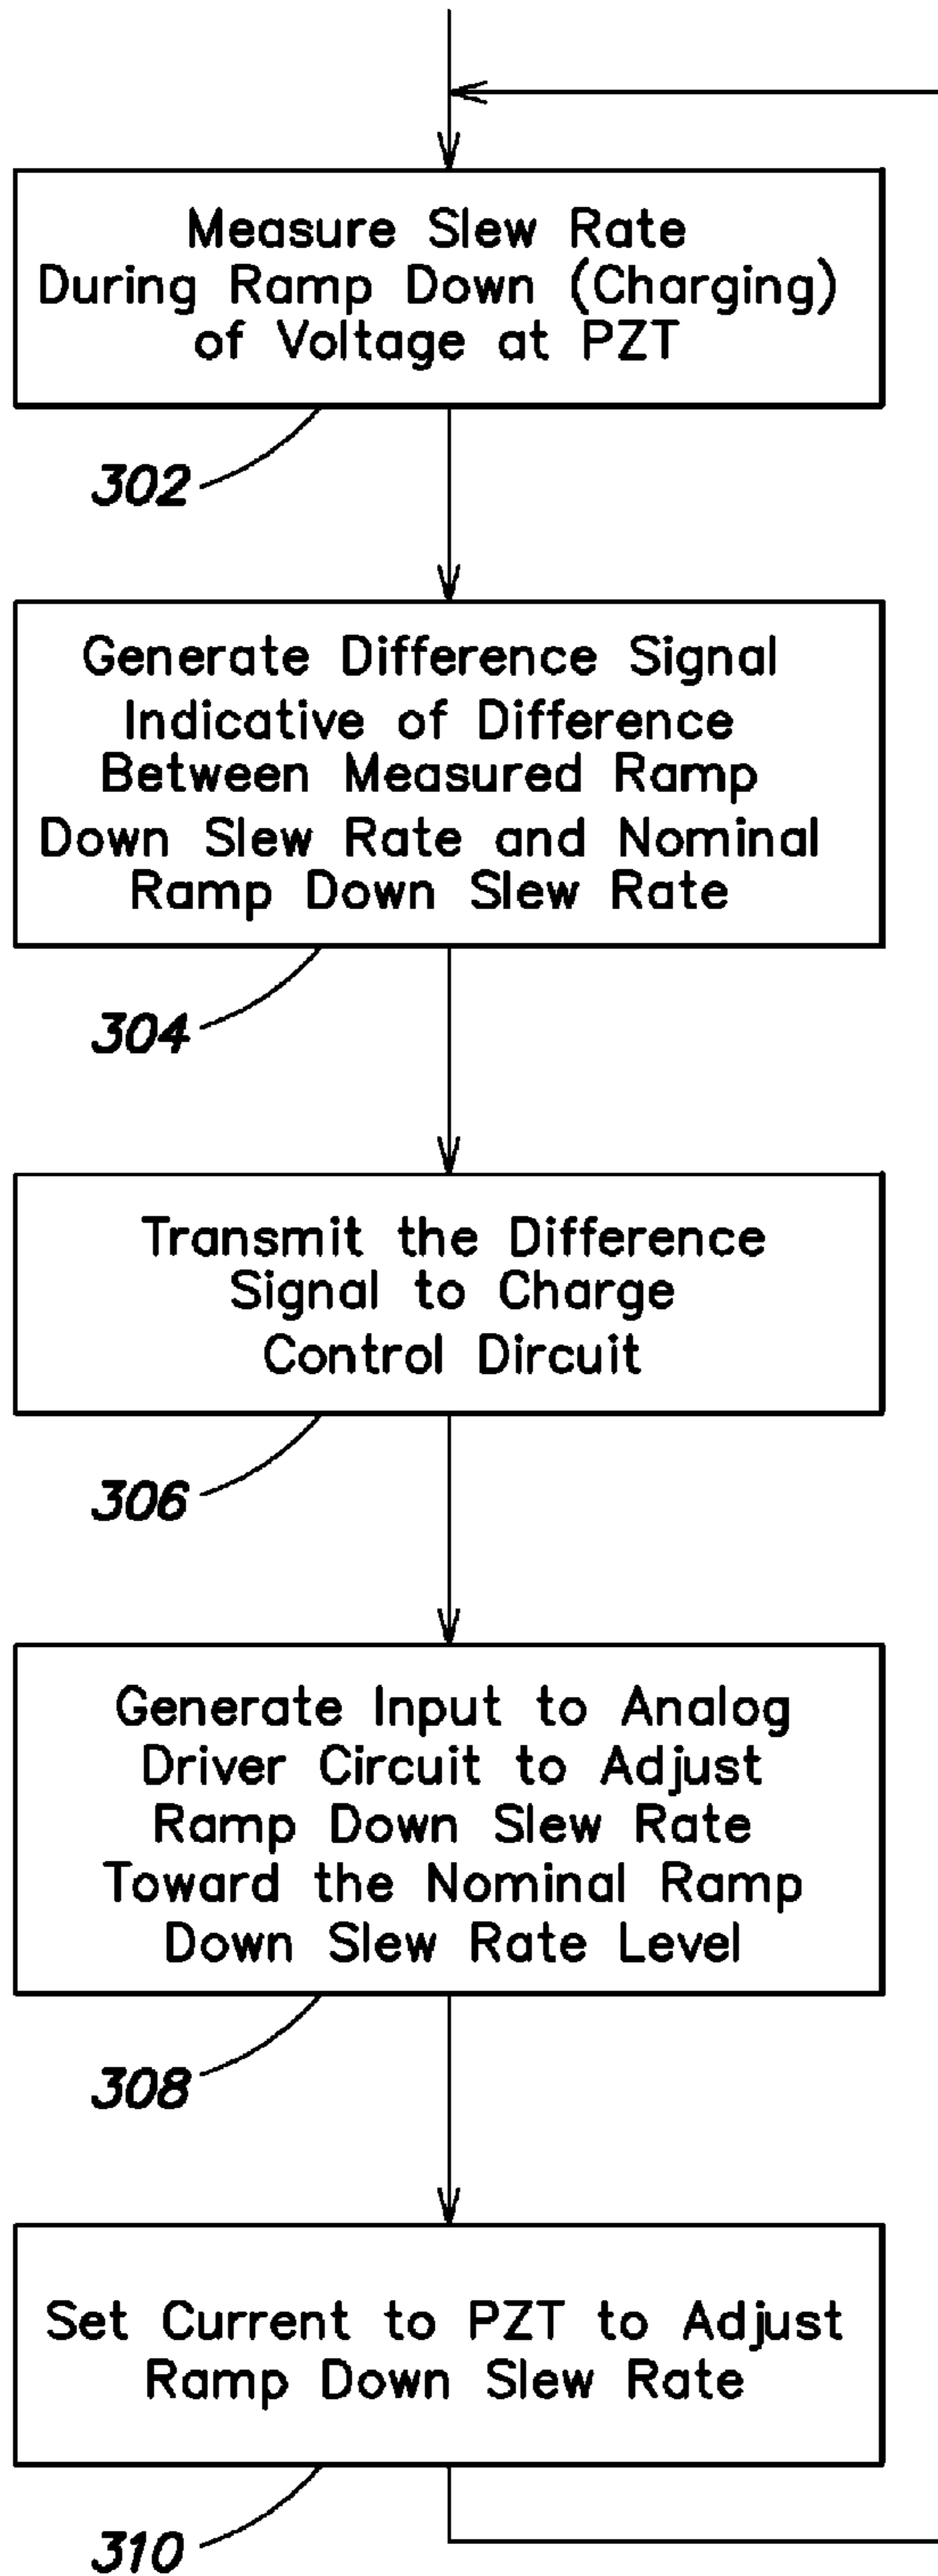 Measure Slew Rate
During Ramp Down (Charging)
of Voltage at PZT
302
Generate Difference Signal
Indicative of Difference
Between Measured Ramp
Down Slew Rate and Nominal
Ramp Down Slew Rate
304
Transmit the Difference
Signal to Charge
Control Dircuit
306
Generate Input to Analog
Driver Circuit to Adjust
Ramp Down Slew Rate
Toward the Nominal Ramp
Down Slew Rate Level
308
Set Current to PZT to Adjust
Ramp Down Slew Rate
310